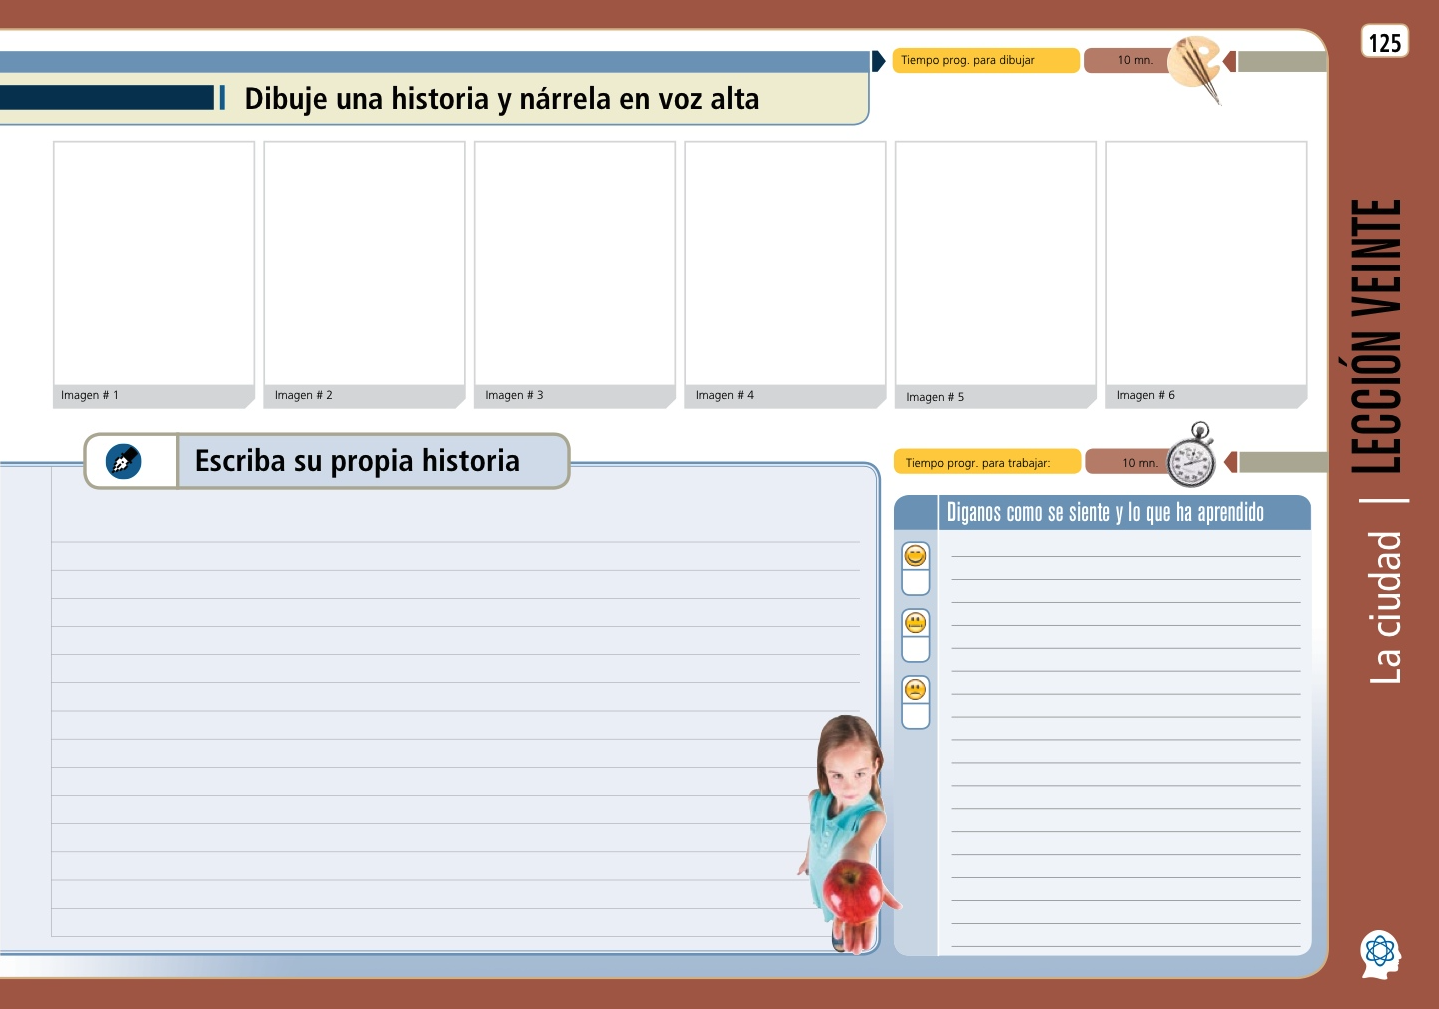 125
Tiempo prog. para dibujar
10 mn.
Dibuje una historia y nárrela en voz alta
Imagen # 1
Imagen # 2
Imagen # 3
Imagen # 4
Imagen # 5
Imagen # 6
Escriba su propia historia
Tiempo progr. para trabajar:
10 mn.
Diganos como se siente y lo que ha aprendido
La ciudad | LECCIÓN VEINTE